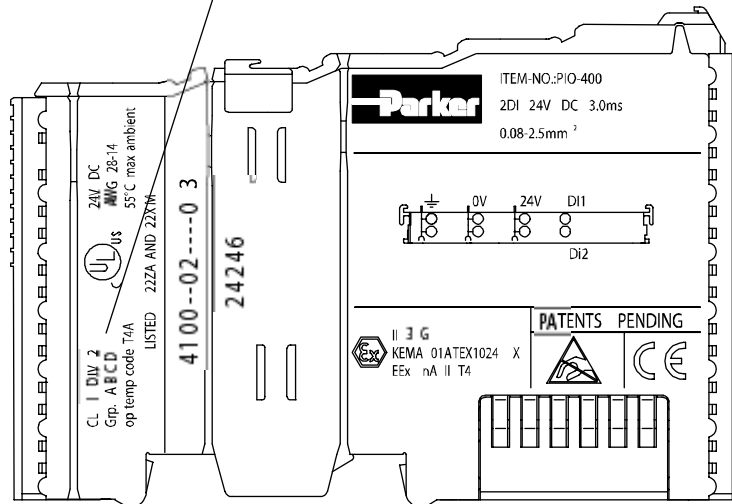 Parker
ITEM-NO.:PIO-400
2DI 24V DC 3.0ms
0.08-2.5mm ²
0V 24V DI1
Di2
II 3 G
KEMA 01ATEX1024 X
EEx nA II T4
PATENTS PENDING
Ex
CE
24V DC
AWG 28-14
55°C max ambient
C UL US
LISTED 22ZA AND 22XM
CL I DIV 2
Grp. ABCD
op temp code T4A
4100--02----0 3
24246